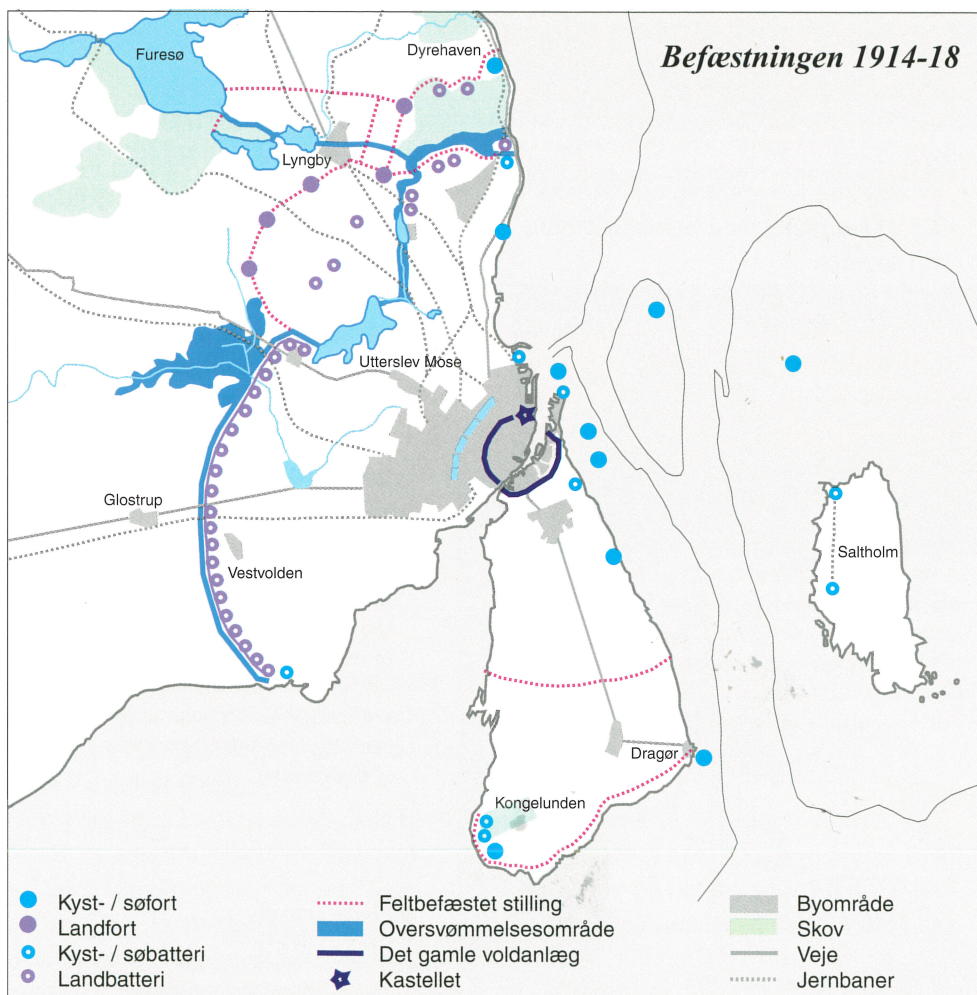 Befæstningen 1914-18
Dyrehaven
Furesø
Lyngby
Utterslev Mose
Glostrup
Vestvolden
Saltholm
Dragør
Kongelunden
Kyst- / søfort
Landfort
Kyst- / søbatteri
Landbatteri
Feltbefæstet stilling
Oversvømmelsesområde
Det gamle voldanlæg
Kastellet
Byområde
Skov
Veje
Jernbaner